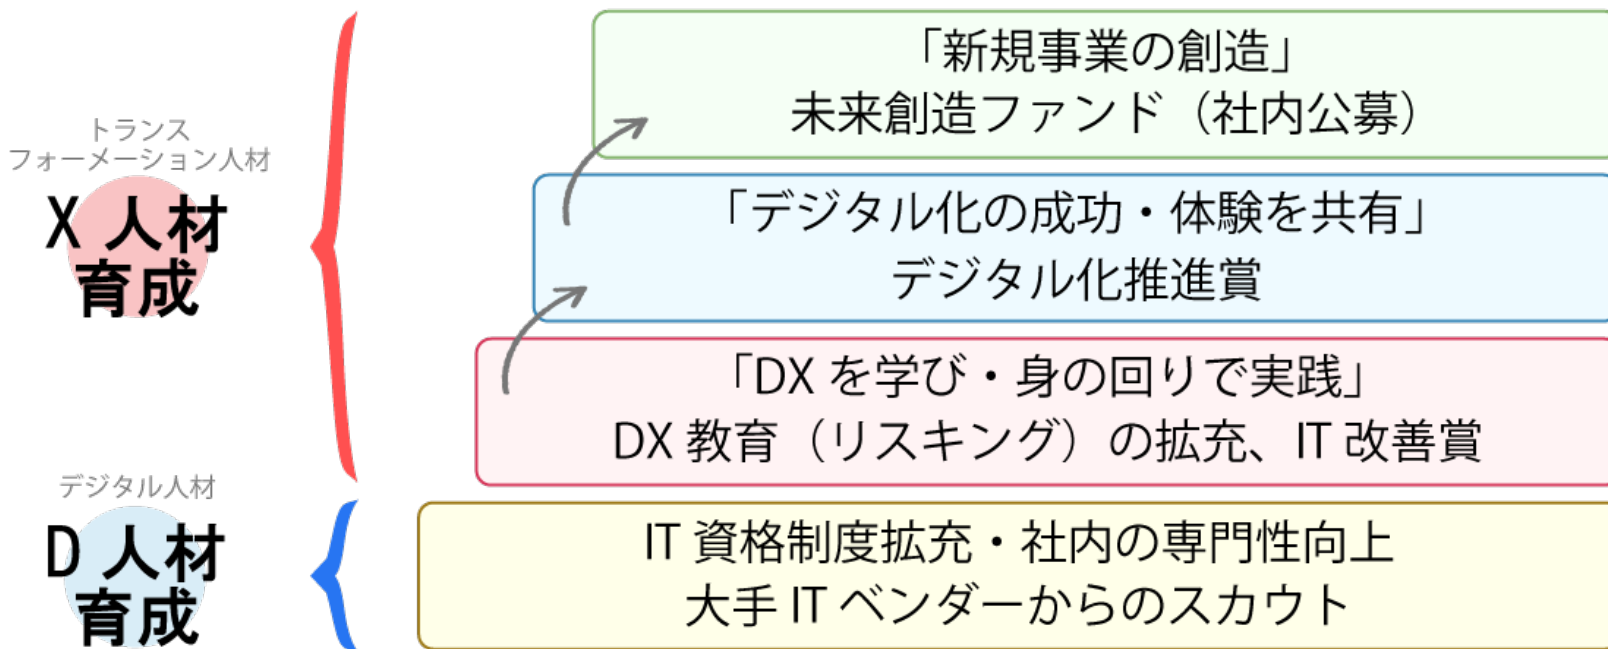 トランス
フォーメーション人材
X 人材
育成
「新規事業の創造」
未来創造ファンド（社内公募）
「デジタル化の成功・体験を共有」
デジタル化推進賞
「DX を学び・身の回りで実践」
DX 教育（リスキング）の拡充、IT 改善賞
デジタル人材
D 人材
育成
IT 資格制度拡充・社内の専門性向上
大手 IT ベンダーからのスカウト